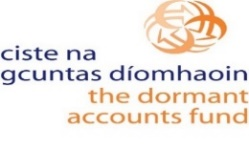 ciste na
gcuntas díomhaoin
the dormant
accounts fund